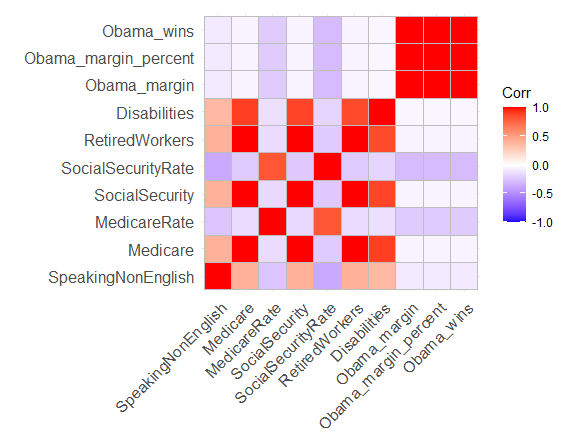 Obama_wins
Obama_margin_percent
Obama_margin
Disabilities
RetiredWorkers
SocialSecurityRate
SocialSecurity
MedicareRate
Medicare
SpeakingNonEnglish
Corr
1.0
0.5
0.0
-0.5
-1.0
SpeakingNonEnglish
Medicare
MedicareRate
SocialSecurity
SocialSecurityRate
RetiredWorkers
Disabilities
Obama_margin
Obama_margin_percent
Obama_wins